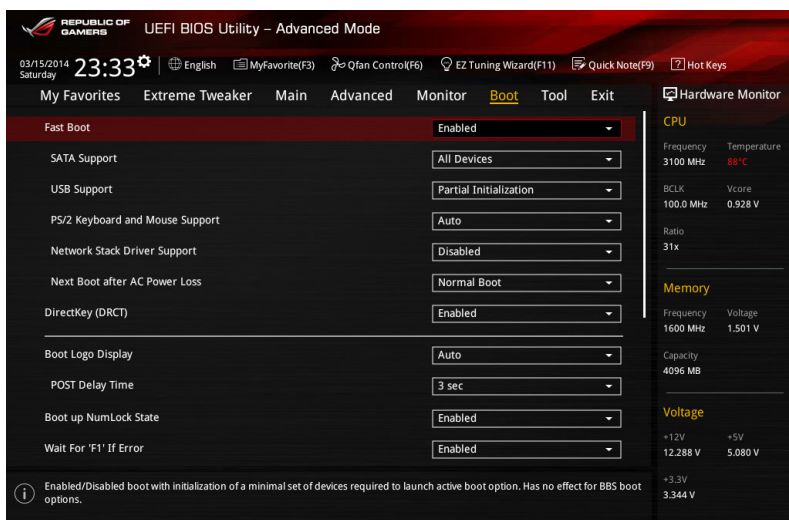 REPUBLIC OF
GAMERS
UEFI BIOS Utility – Advanced Mode
03/15/2014
Saturday
23:33
English
MyFavorite(F3)
Qfan Control(F6)
EZ Tuning Wizard(F11)
Quick Note(F9)
? Hot Keys
My Favorites Extreme Tweaker Main Advanced Monitor Boot Tool Exit
Fast Boot Enabled
SATA Support All Devices
USB Support Partial Initialization
PS/2 Keyboard and Mouse Support Auto
Network Stack Driver Support Disabled
Next Boot after AC Power Loss Normal Boot
DirectKey (DRCT) Enabled
Boot Logo Display Auto
POST Delay Time 3 sec
Boot up NumLock State Enabled
Wait For 'F1' If Error Enabled
Hardware Monitor
CPU
Frequency Temperature
3100 MHz 88°C
BCLK Vcore
100.0 MHz 0.928 V
Ratio
31x
Memory
Frequency Voltage
1600 MHz 1.501 V
Capacity
4096 MB
Voltage
+12V +5V
12.288 V 5.080 V
+3.3V
3.344 V
i
Enabled/Disabled boot with initialization of a minimal set of devices required to launch active boot option. Has no effect for BBS boot
options.